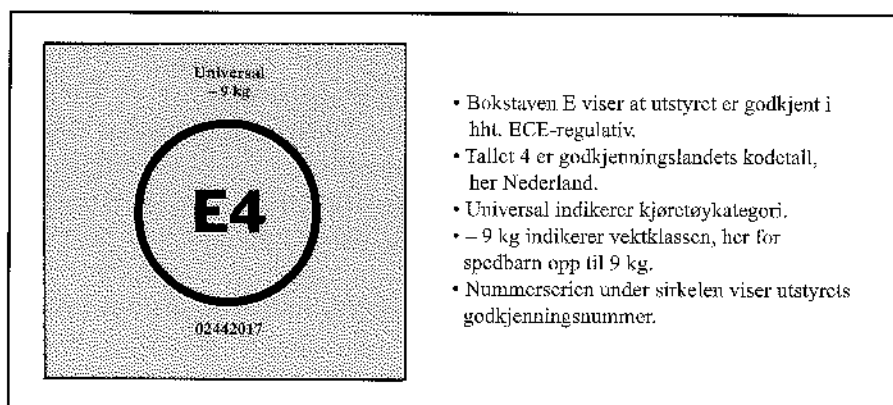 Universal
– 9 kg
E4
02442017
• Bokstaven E viser at utstyret er godkjent i
hht. ECE-regulativ.
• Tallet 4 er godkjenningslandets kodetall,
her Nederland.
• Universal indikerer kjøretøykategori.
• – 9 kg indikerer vektklassen, her for
spedbarn opp til 9 kg.
• Nummerserien under sirkelen viser utstyrets
godkjenningsnummer.